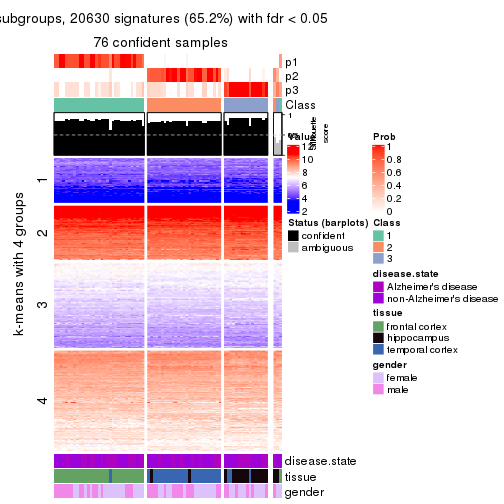 subgroups, 20630 signatures (65.2%) with fdr < 0.05
76 confident samples
p1
p2
p3
Class
1
Silhouette
score
k-means with 4 groups
1
2
3
4
Value
12
10
8
6
4
2
Prob
1
0.8
0.6
0.4
0.2
0
Status (barplots)
confident
ambiguous
Class
1
2
3
disease.state
Alzheimer's disease
non-Alzheimer's disease
tissue
frontal cortex
hippocampus
temporal cortex
gender
female
male
disease.state
tissue
gender